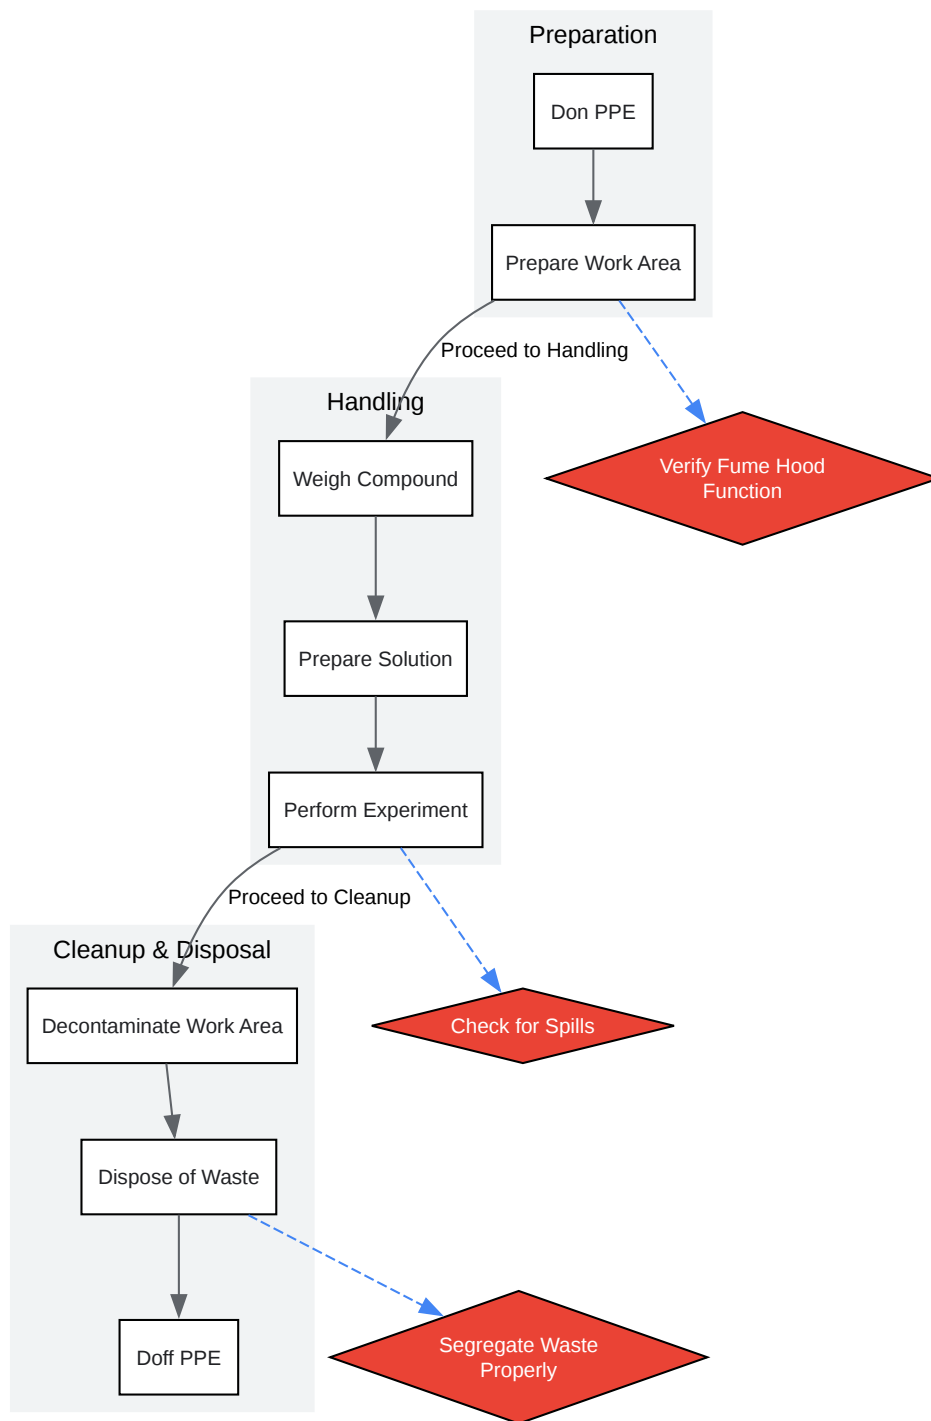 Preparation
Don PPE
Prepare Work Area
Proceed to Handling
Handling
Weigh Compound
Verify Fume Hood
Function
Prepare Solution
Perform Experiment
Proceed to Cleanup
Cleanup & Disposal
Decontaminate Work Area
Check for Spills
Dispose of Waste
Doff PPE
Segregate Waste
Properly